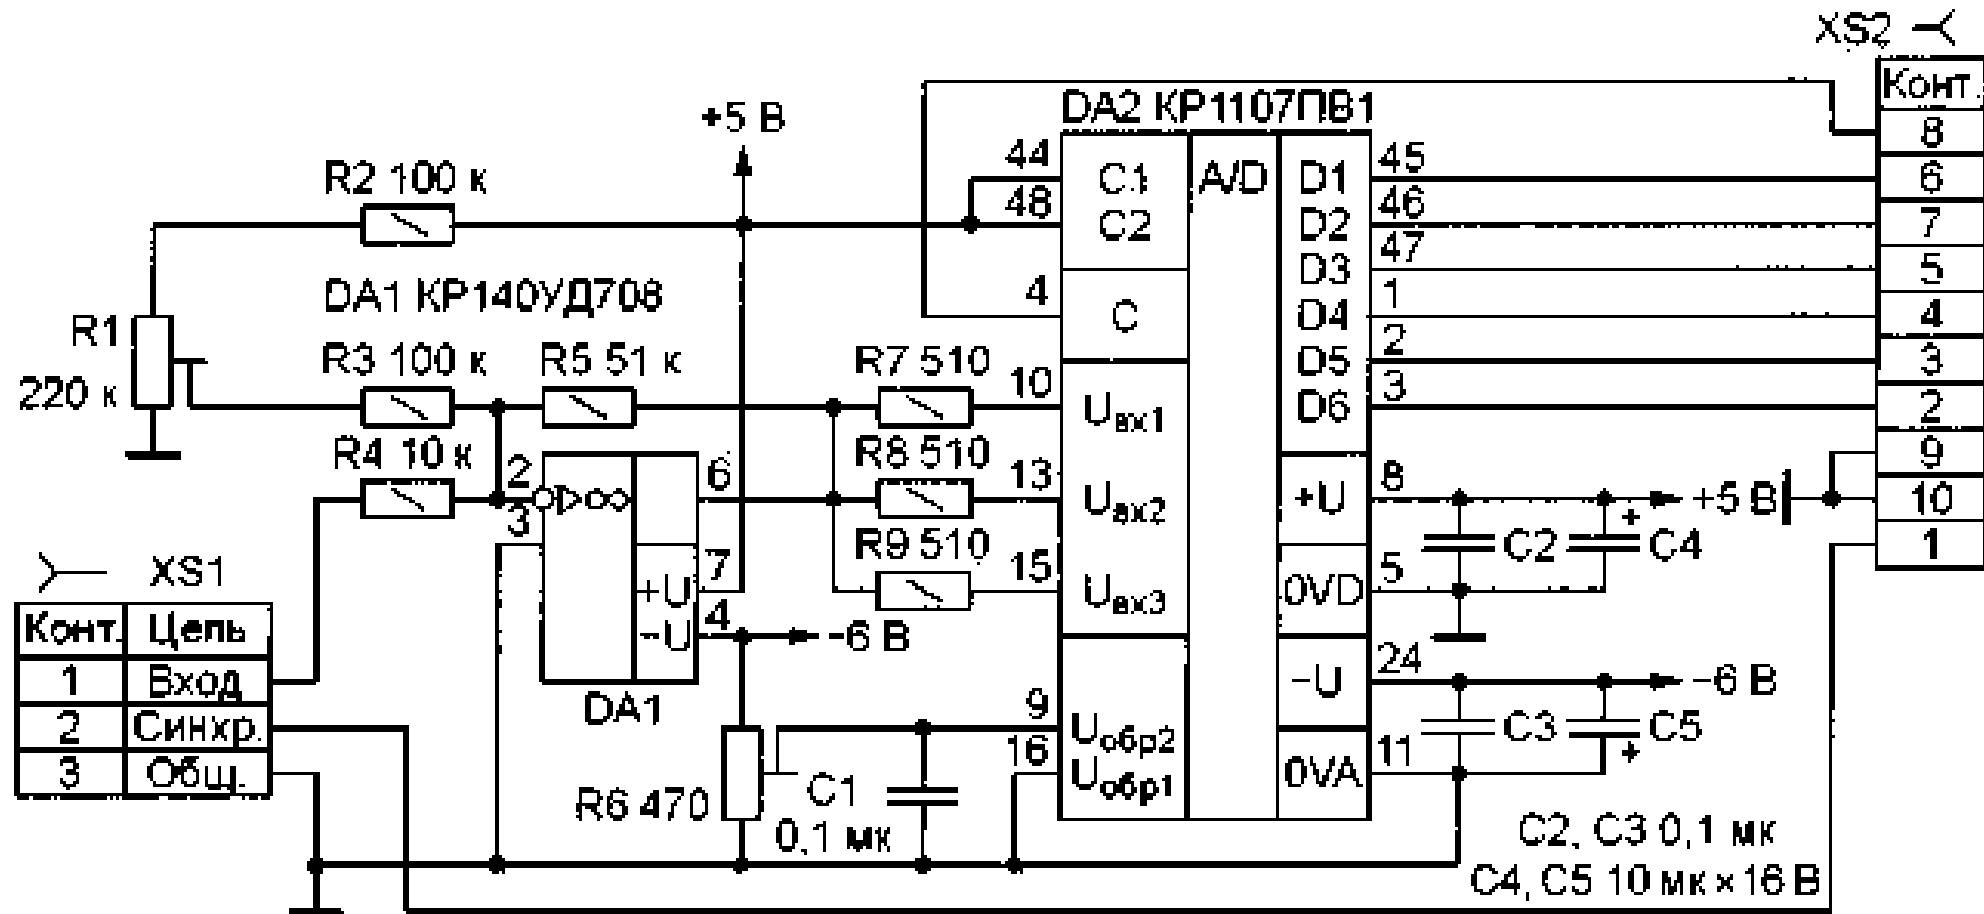 XS2
Конт.
DA2 КР1107ПВ1
+5 В
8
44
C1
A/D
D1
45
6
R2 100 к
48
C2
D2
46
7
D3
47
5
DA1 КР140УД708
4
C
D4
1
4
R1
220 к
R3 100 к
R5 51 к
R7 510
10
Uвх1
D5
2
3
D6
3
2
R4 10 к
2
6
R8 510
13
Uвх2
+U
8
+5 В
9
10
3
R9 510
C2
C4
1
XS1
7
+U
15
Uвх3
0VD
5
Конт.
Цепь
4
−U
−6 В
1
Вход
DA1
−U
24
−6 В
2
Синхр.
9
Uобр2
C3
C5
3
Общ.
16
Uобр1
0VA
11
R6 470
C1
0,1 мк
C2, C3 0,1 мк
C4, C5 10 мк × 16 В